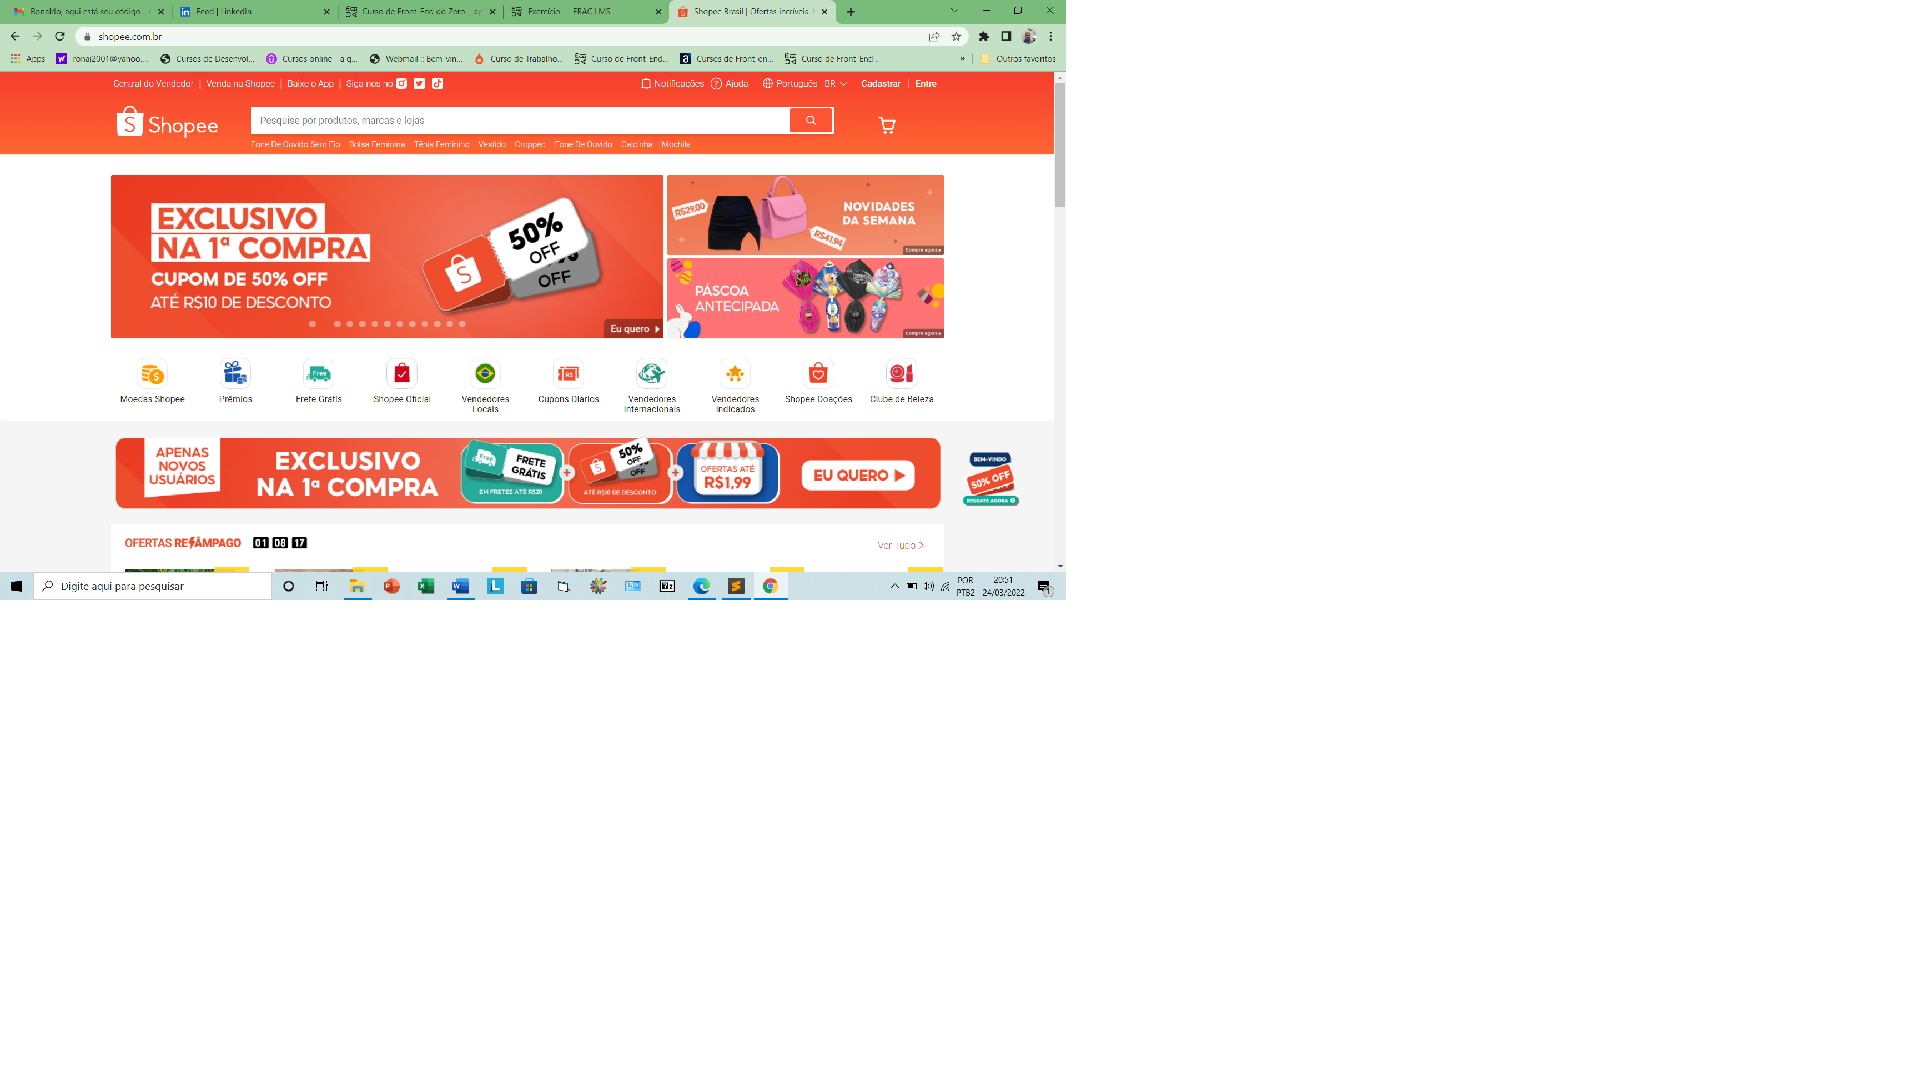 Ronaldo, aqui está seu código
Feed | LinkedIn
Curso de Front-End do Zero - ap
Exercício — EBAC LMS
Shopee Brasil | Ofertas incríveis.
shopee.com.br
Apps
ronaj2001@yahoo....
Cursos de Desenvol...
Cursos online - a q...
Webmail :: Bem-vin...
Curso de Trabalho...
Curso de Front-End...
Cursos de Front-en...
Curso de Front-End...
»
Outros favoritos
Central do Vendedor | Venda na Shopee | Baixe o App | Siga-nos no
Notificações
Ajuda
Português - BR
Cadastrar | Entre
Shopee
Pesquise por produtos, marcas e lojas
Fone De Ouvido Sem Fio Bolsa Feminina Tênis Feminino Vestido Cropped Fone De Ouvido Calcinha Mochila
EXCLUSIVO
NA 1ª COMPRA
CUPOM DE 50% OFF
ATÉ R$10 DE DESCONTO
50%
OFF
OFF
Eu quero
R$29,00
R$41,94
NOVIDADES
DA SEMANA
Compre agora
PÁSCOA
ANTECIPADA
Compre agora
Moedas Shopee
Prêmios
Free
Frete Grátis
Shopee Oficial
Vendedores
Locais
R$
Cupons Diários
Vendedores
Internacionais
Vendedores
Indicados
Shopee Doações
Clube de Beleza
APENAS
NOVOS
USUÁRIOS
EXCLUSIVO
NA 1ª COMPRA
Free
FRETE
GRÁTIS
EM FRETES ATÉ R$20
+
50%
OFF
OFF
ATÉ R$10 DE DESCONTO
+
OFERTAS ATÉ
R$1,99
EU QUERO
BEM-VINDO
50% OFF
RESGATE AGORA
OFERTAS RELÂMPAGO 01 08 17
Ver Tudo
Digite aqui para pesquisar
POR
PTB2
20:51
24/03/2022